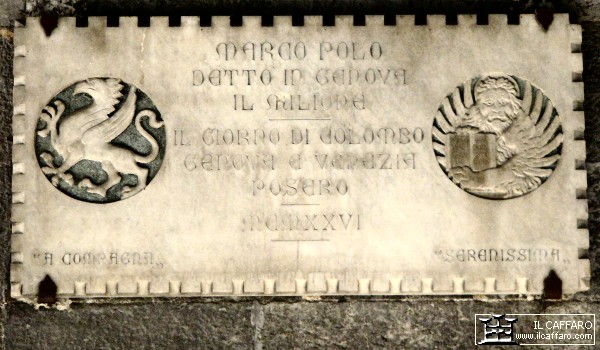 MARCO POLO
DETTO IN GENOVA
IL MILIONE
IL GIORNO DI COLOMBO
GENOVA E VENEZIA
POSERO
MCMXXVI
"A COMPAGNA" "SERENISSIMA"
IL CAFFARO
www.ilcaffaro.com